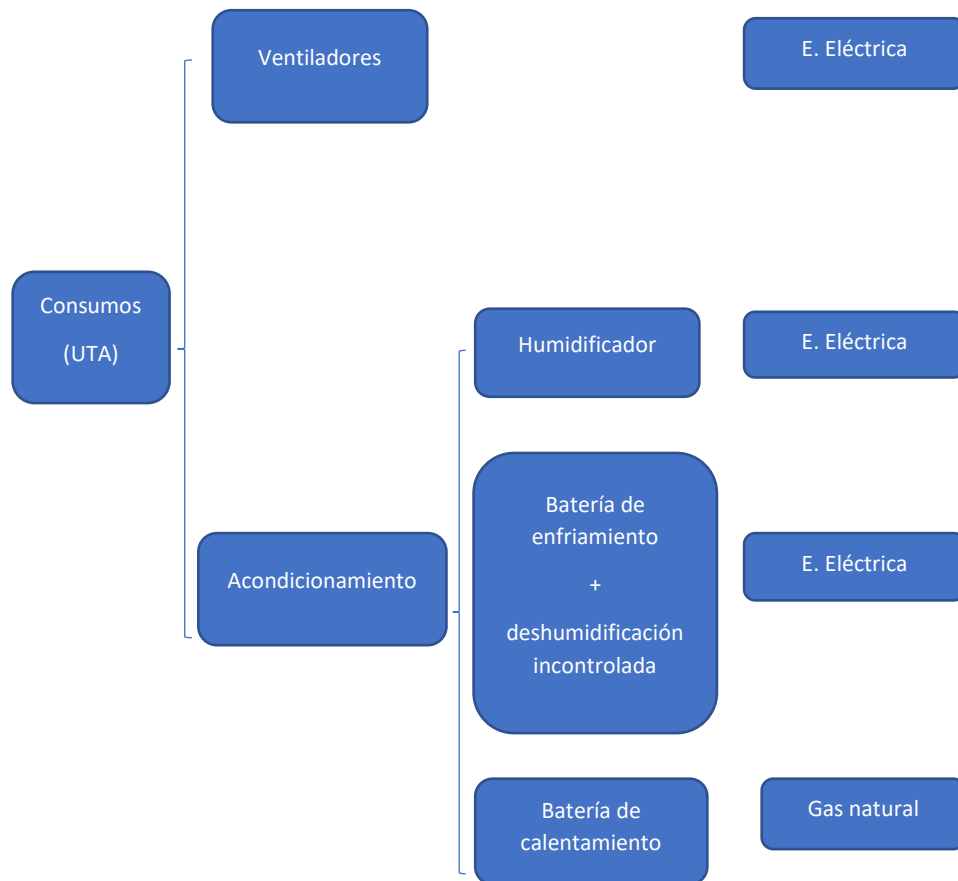 Ventiladores
E. Eléctrica
Consumos
(UTA)
Humidificador
E. Eléctrica
Acondicionamiento
Batería de
enfriamiento
+
deshumidificación
incontrolada
E. Eléctrica
Batería de
calentamiento
Gas natural